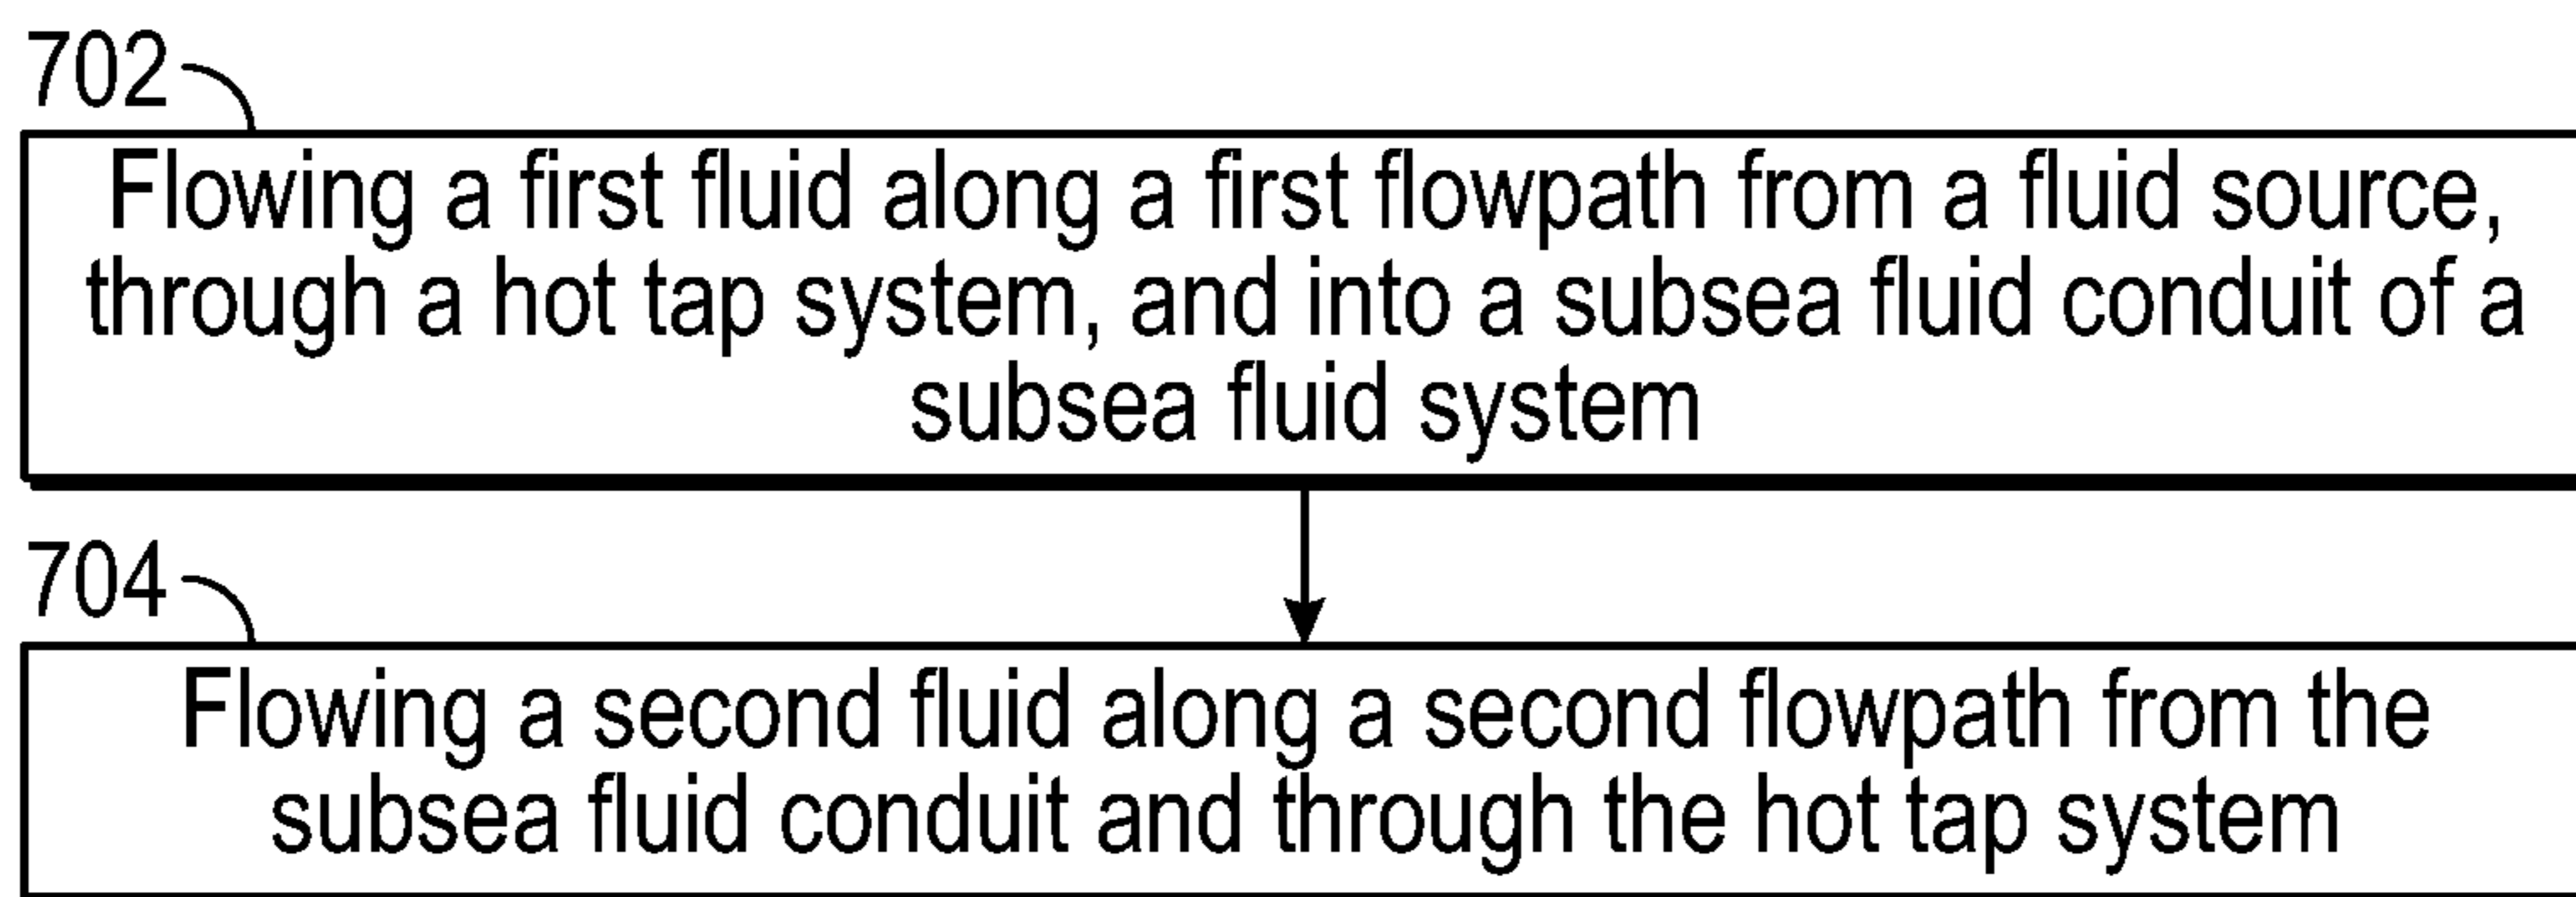 702
Flowing a first fluid along a first flowpath from a fluid source,
through a hot tap system, and into a subsea fluid conduit of a
subsea fluid system
704
Flowing a second fluid along a second flowpath from the
subsea fluid conduit and through the hot tap system